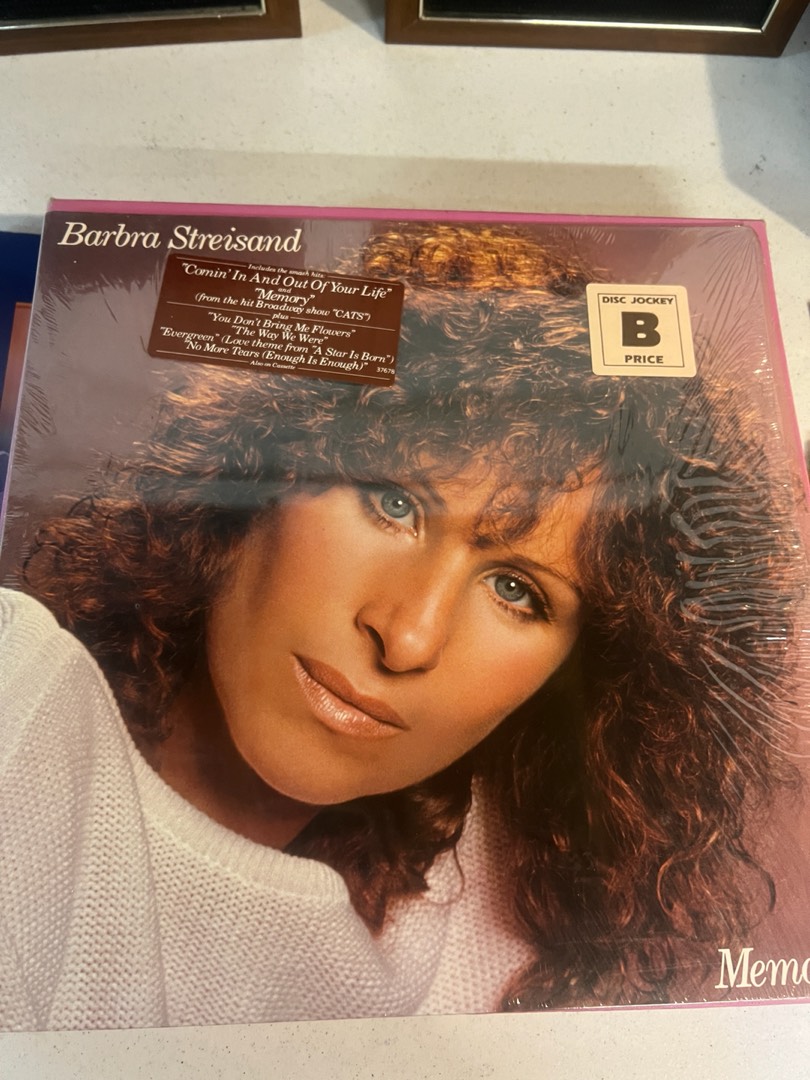 Barbra Streisand
Includes the smash hits
"Comin' In And Out Of Your Life"
and
"Memory"
(from the hit Broadway show "CATS")
plus
"You Don't Bring Me Flowers"
"The Way We Were"
"Evergreen" (Love theme from "A Star Is Born")
"No More Tears (Enough Is Enough)"
Also on Cassette
37678
DISC JOCKEY
B
PRICE
Memo